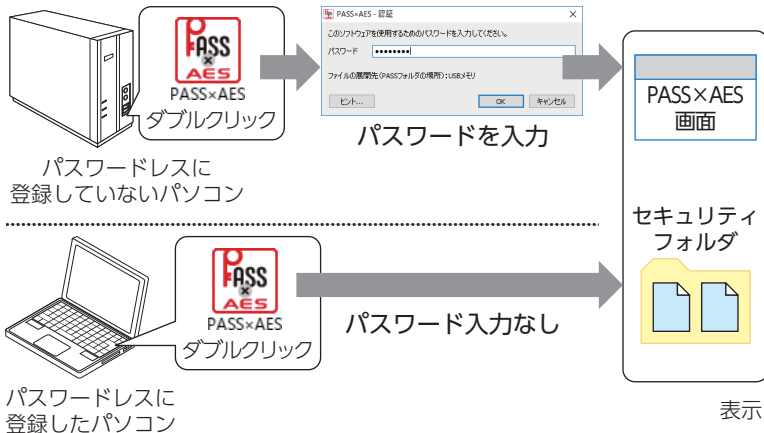 PASS
×
AES
PASS×AES
ダブルクリック
パスワードレスに
登録していないパソコン
PASS×AES - 認証
このソフトウェアを使用するためのパスワードを入力してください。
パスワード ●●●●●●●●
ファイルの展開先(PASSフォルダの場所):USBメモリ
ヒント... OK キャンセル
パスワードを入力
PASS×AES
画面
セキュリティ
フォルダ
PASS
×
AES
PASS×AES
ダブルクリック
パスワード入力なし
パスワードレスに
登録したパソコン
表示